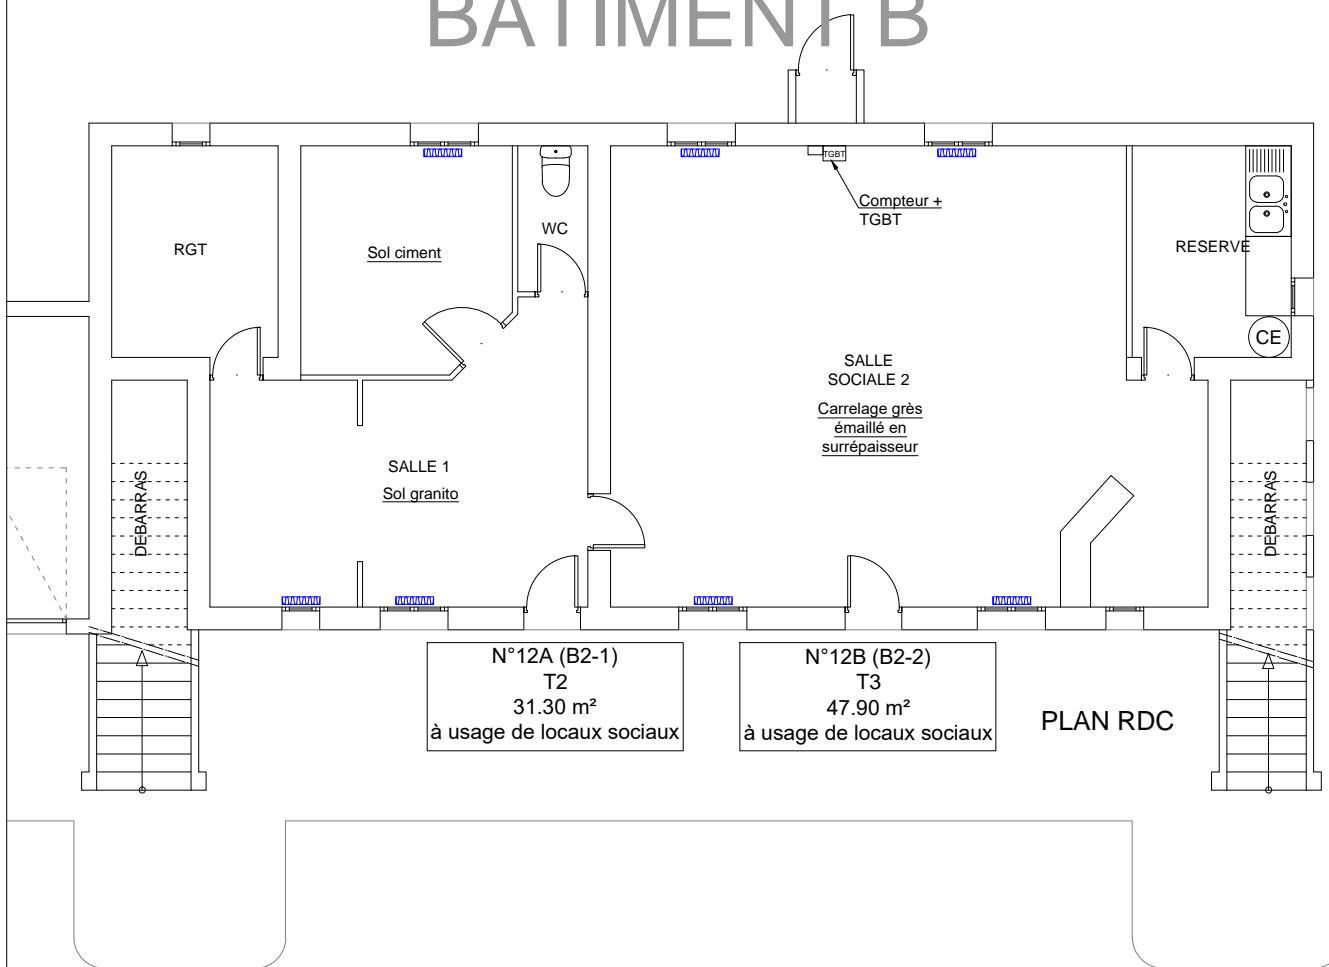 BATIMENT B
TGBT
Compteur +
TGBT
WC
RGT
Sol ciment
RESERVE
CE
SALLE
SOCIALE 2
Carrelage grès
émaillé en
surrépaisseur
SALLE 1
Sol granito
DEBARRAS
DEBARRAS
N°12A (B2-1)
T2
31.30 m²
à usage de locaux sociaux
N°12B (B2-2)
T3
47.90 m²
à usage de locaux sociaux
PLAN RDC